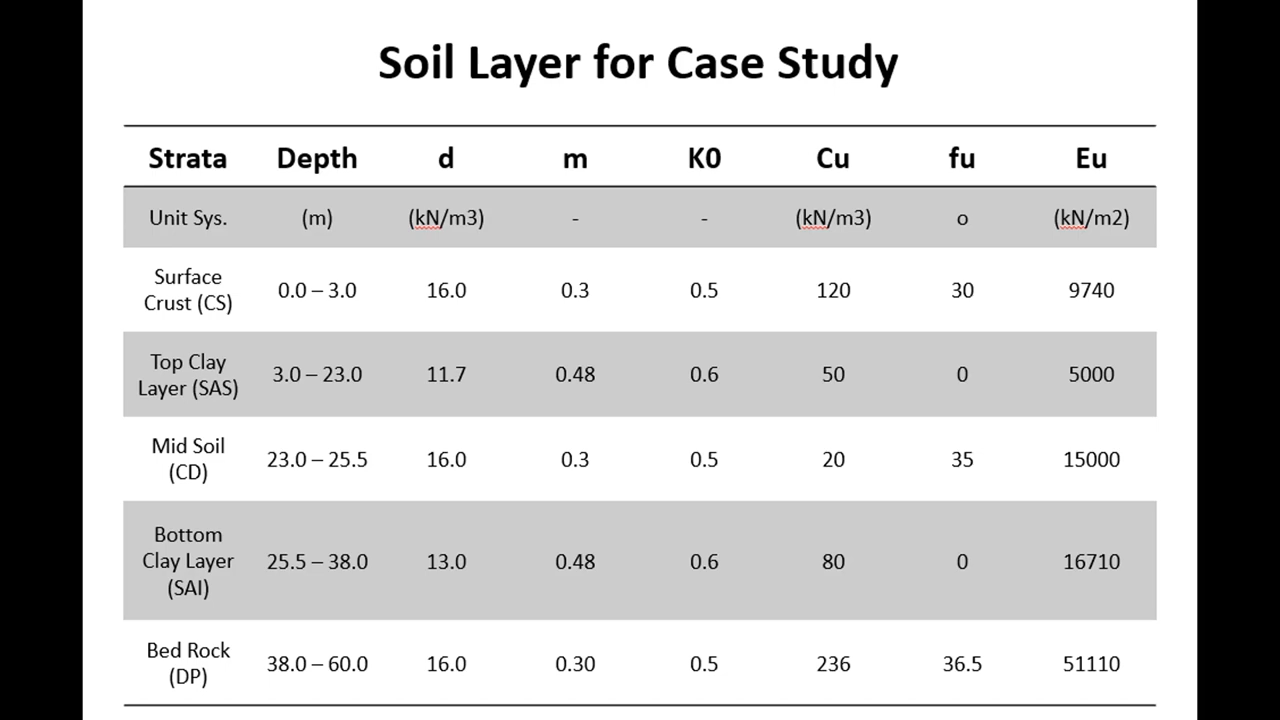 Soil Layer for Case Study
Strata Depth d m K0 Cu fu Eu
Unit Sys. (m) (kN/m3) - - (kN/m3) o (kN/m2)
Surface
Crust (CS) 0.0 – 3.0 16.0 0.3 0.5 120 30 9740
Top Clay
Layer (SAS) 3.0 – 23.0 11.7 0.48 0.6 50 0 5000
Mid Soil
(CD) 23.0 – 25.5 16.0 0.3 0.5 20 35 15000
Bottom
Clay Layer 25.5 – 38.0 13.0 0.48 0.6 80 0 16710
(SAI)
Bed Rock
(DP) 38.0 – 60.0 16.0 0.30 0.5 236 36.5 51110